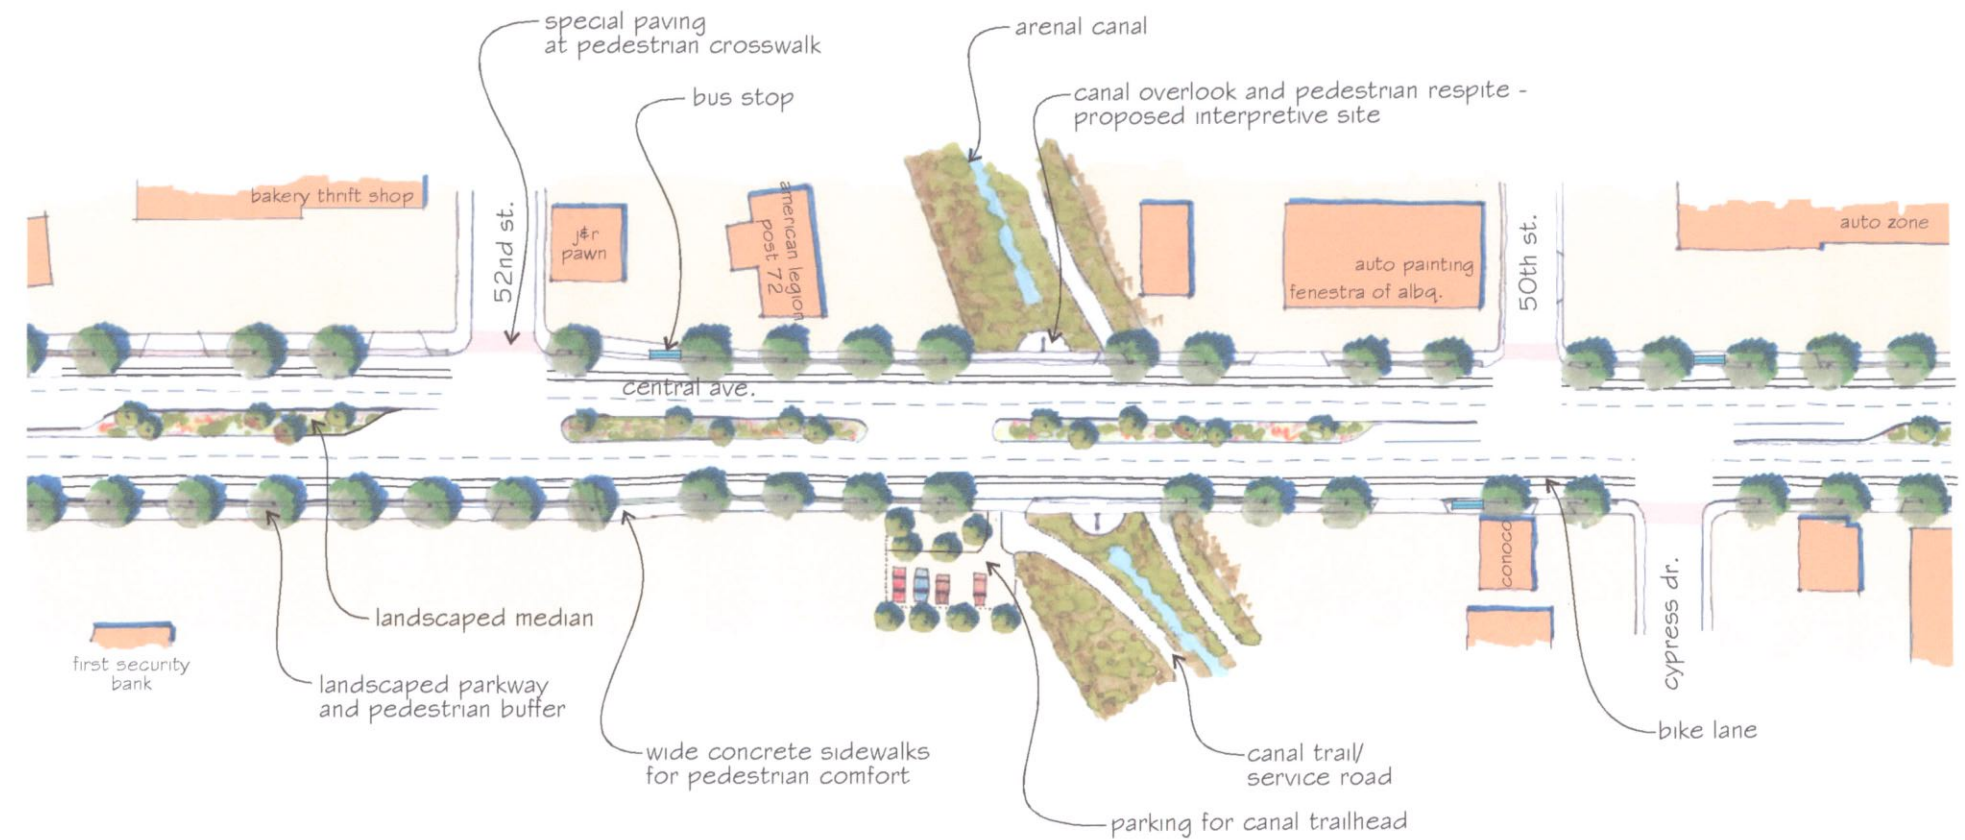 special paving
at pedestrian crosswalk
arenal canal
bus stop
canal overlook and pedestrian respite -
proposed interpretive site
bakery thrift shop
52nd st.
j&r
pawn
american legion
post 72
auto painting
fenestra of albq.
50th st.
auto zone
central ave.
conoco
cypress dr.
landscaped median
first security
bank
landscaped parkway
and pedestrian buffer
wide concrete sidewalks
for pedestrian comfort
canal trail/
service road
bike lane
parking for canal trailhead